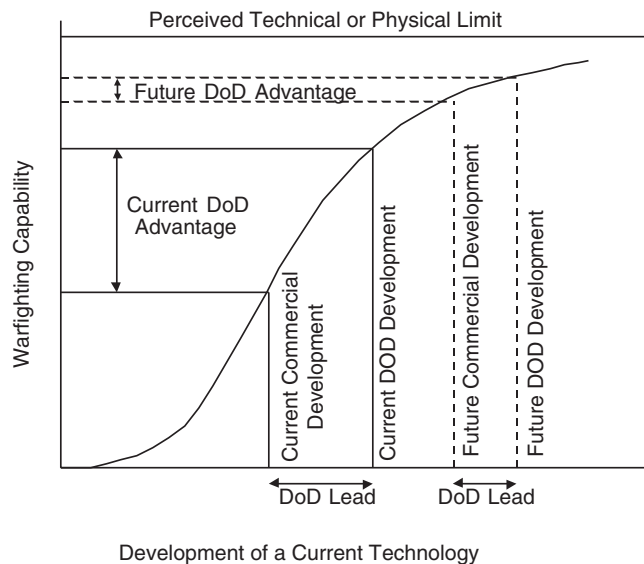 Perceived Technical or Physical Limit
Future DoD Advantage
Current DoD
Advantage
Warfighting Capability
Current Commercial
Development
Current DOD Development
Future Commercial Development
Future DOD Development
DoD Lead
DoD Lead
Development of a Current Technology